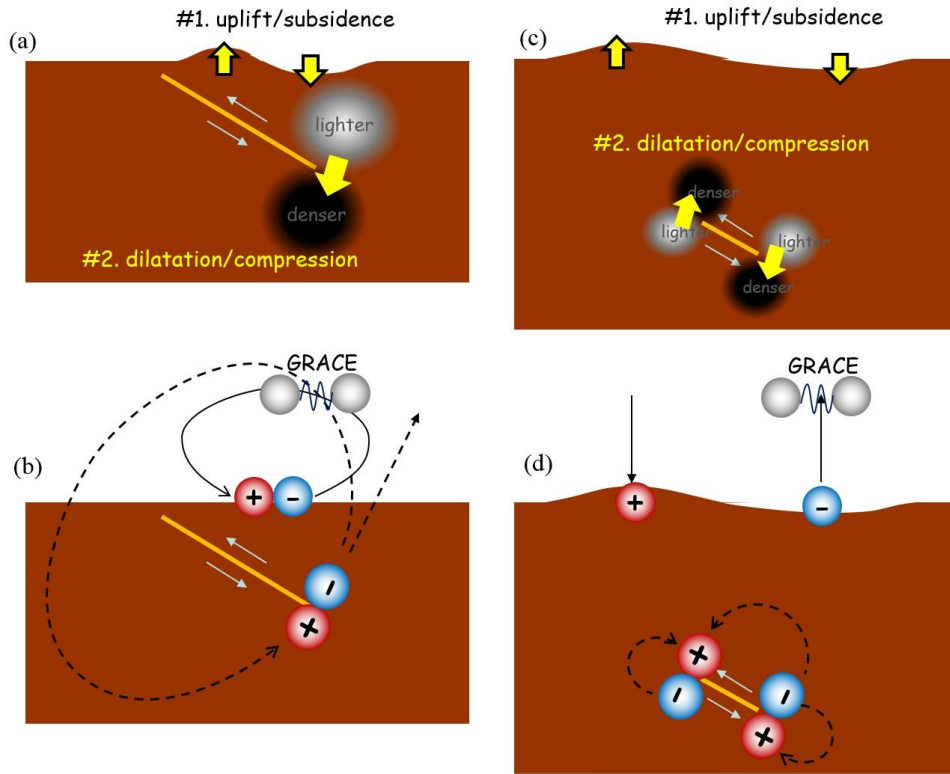 (a)
#1. uplift/subsidence
lighter
denser
#2. dilatation/compression
(c)
#1. uplift/subsidence
#2. dilatation/compression
denser
lighter
lighter
denser
(b)
GRACE
+
-
-
+
(d)
GRACE
+
-
+
-
-
+